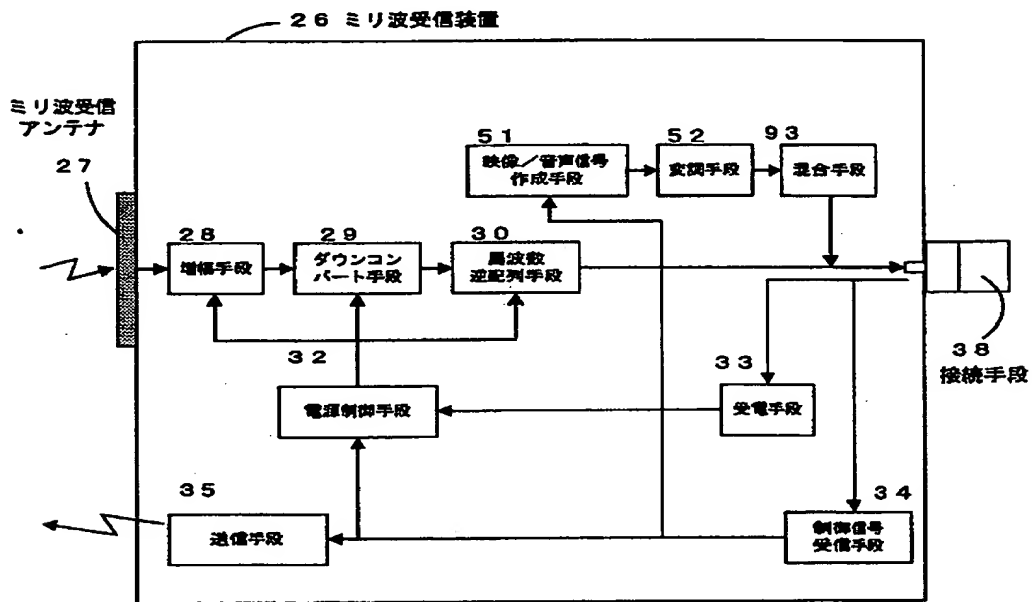 ２６ ミリ波受信装置
ミリ波受信
アンテナ
２７
５１
映像／音声信号
作成手段
５２
変調手段
９３
混合手段
２８
増幅手段
２９
ダウンコン
バート手段
３０
周波数
逆配列手段
３８
接続手段
３２
電源制御手段
３３
受電手段
３５
送信手段
３４
制御信号
受信手段